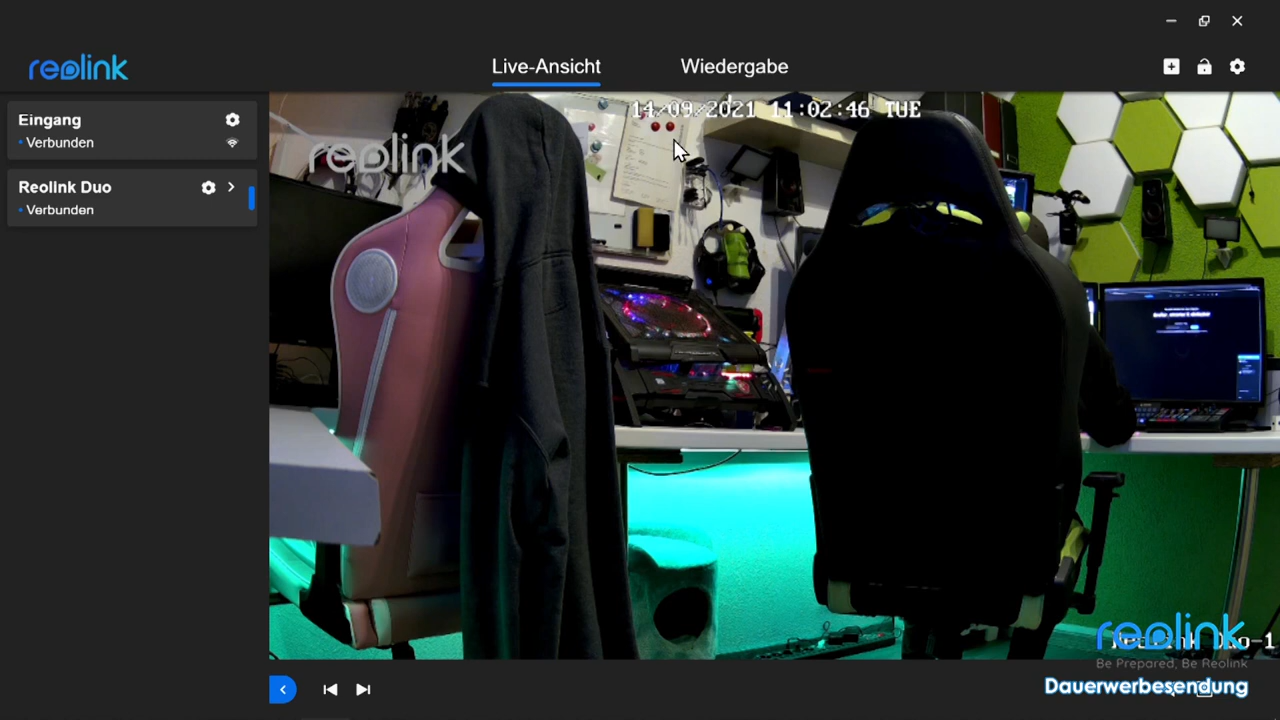 reolink
Live-Ansicht
Wiedergabe
Eingang
Verbunden
Reolink Duo
Verbunden
14/09/2021 11:02:46 TUE
reolink
reolink
Be Prepared, Be Reolink
Dauerwerbesendung